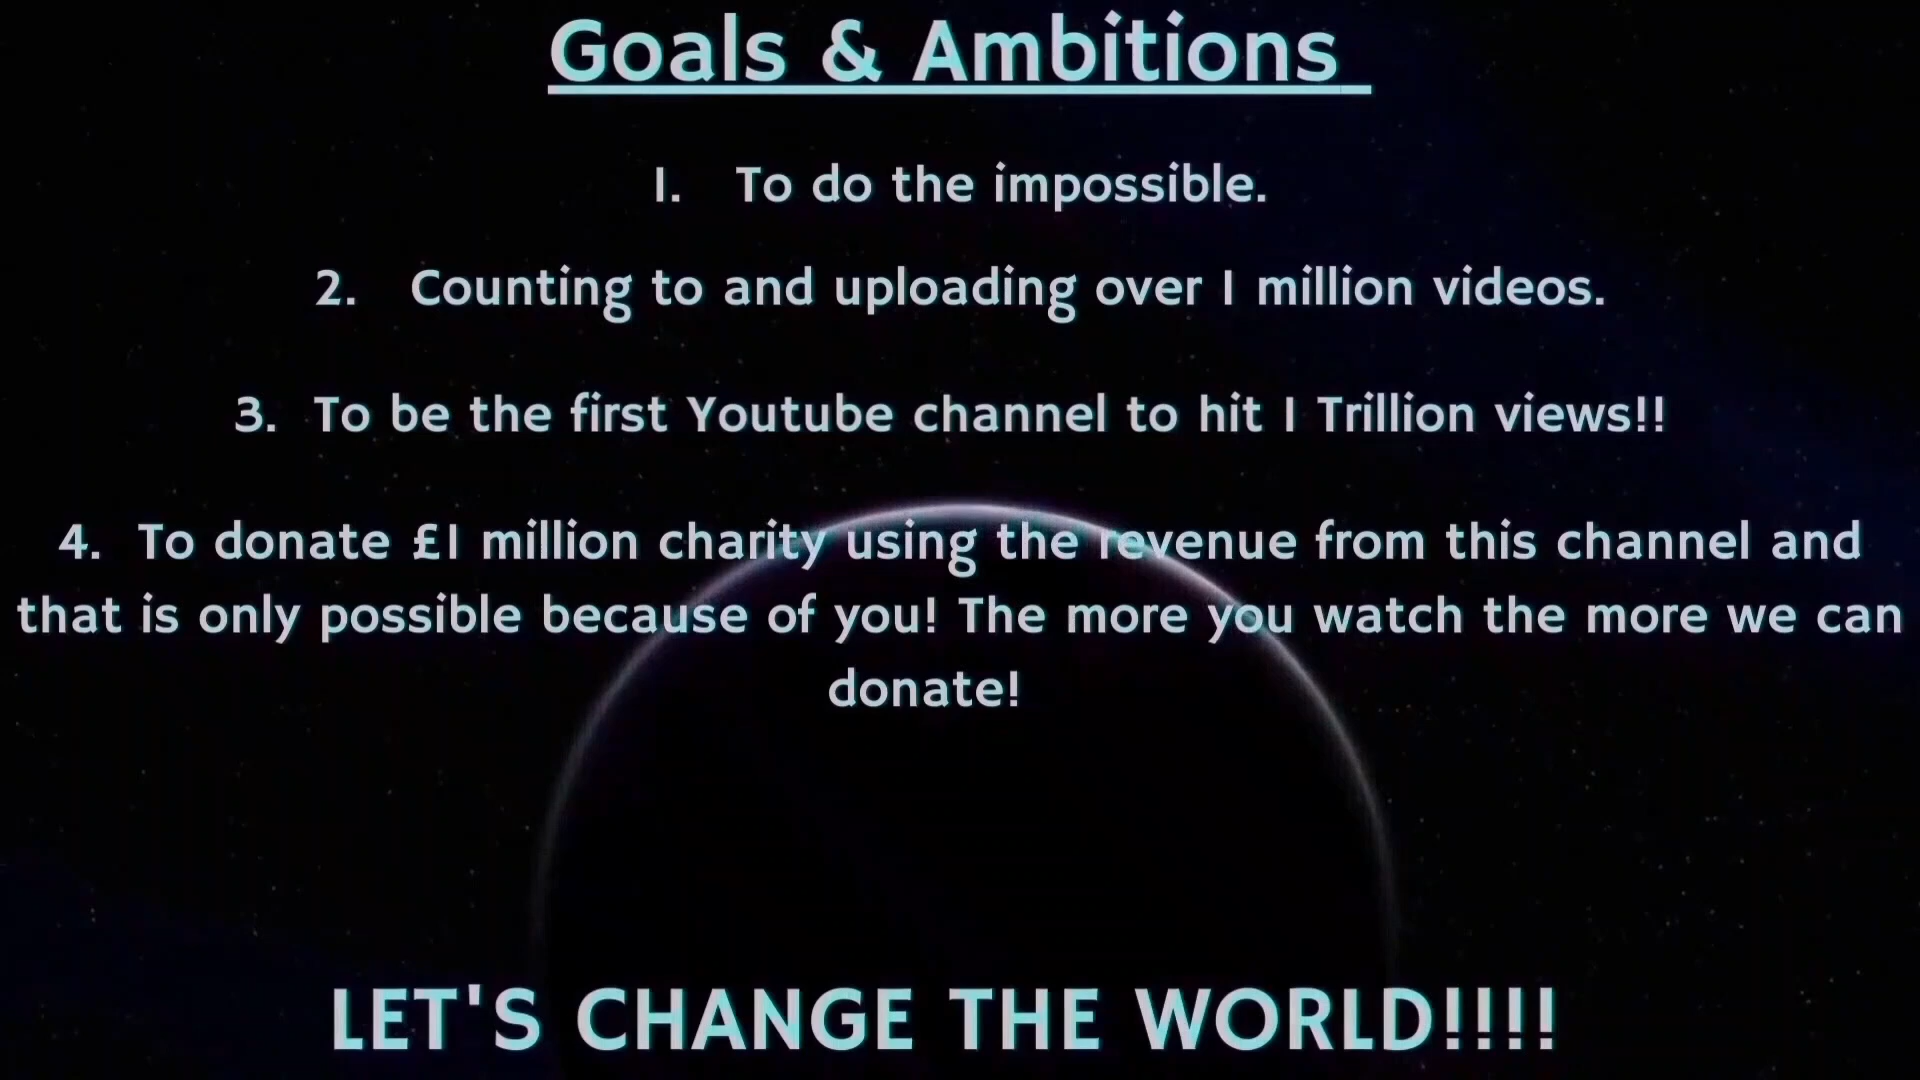 Goals & Ambitions
1. To do the impossible.
2. Counting to and uploading over 1 million videos.
3. To be the first Youtube channel to hit 1 Trillion views!!
4. To donate £1 million charity using the revenue from this channel and
that is only possible because of you! The more you watch the more we can
donate!
LET'S CHANGE THE WORLD!!!!